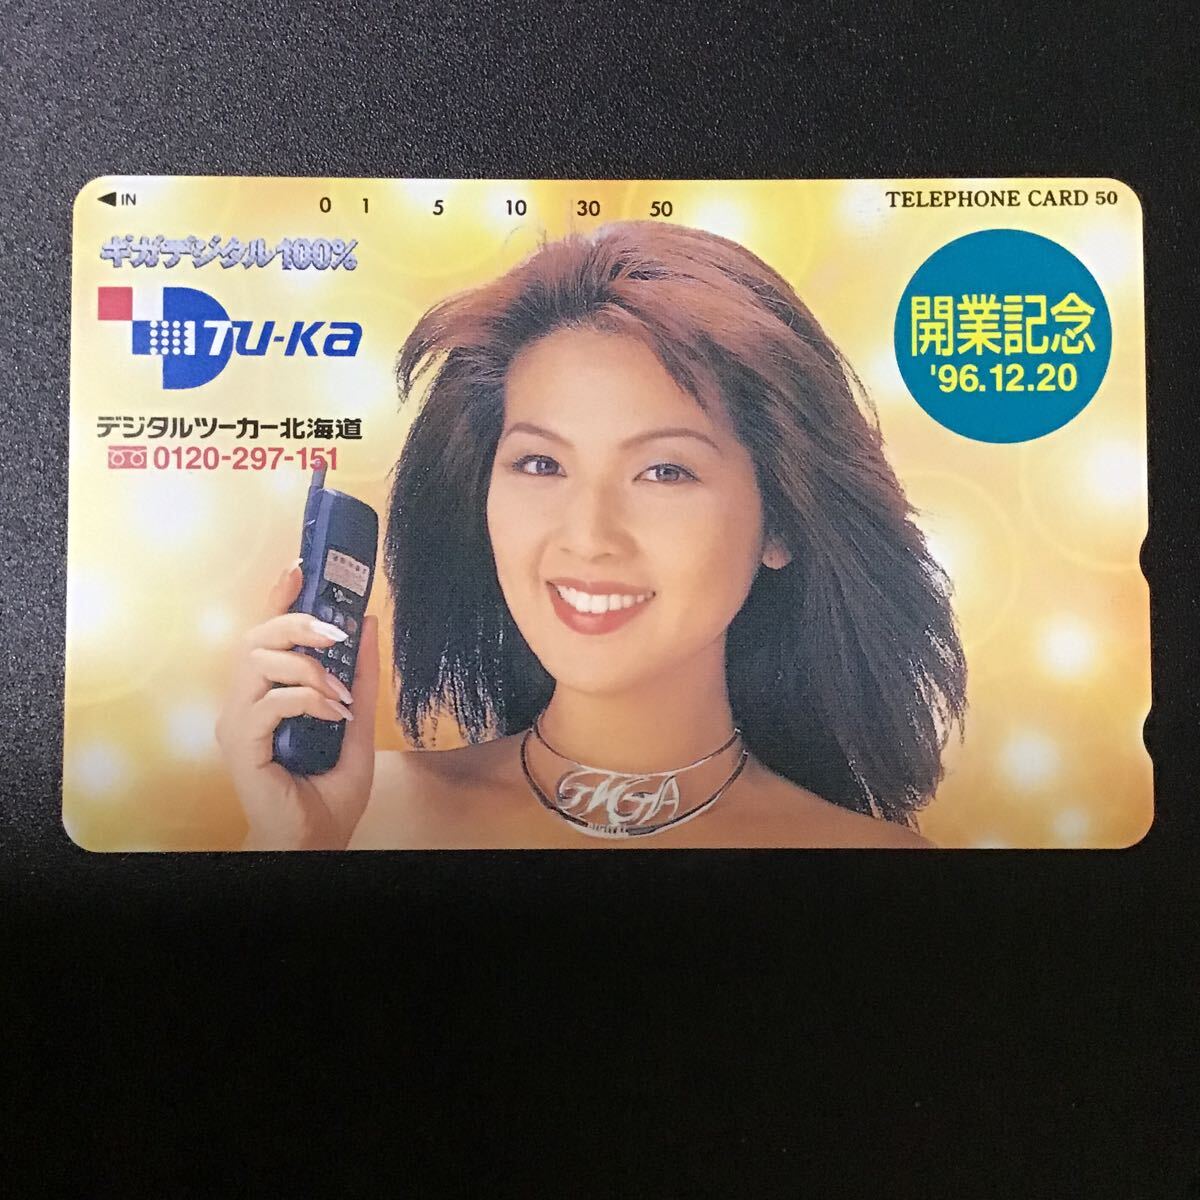 ◀IN
0 1 5 10 30 50
TELEPHONE CARD 50
ギガデジタル100%
TU-KA
デジタルツーカー北海道
0120-297-151
開業記念
'96.12.20
GIGA
DIGITAL